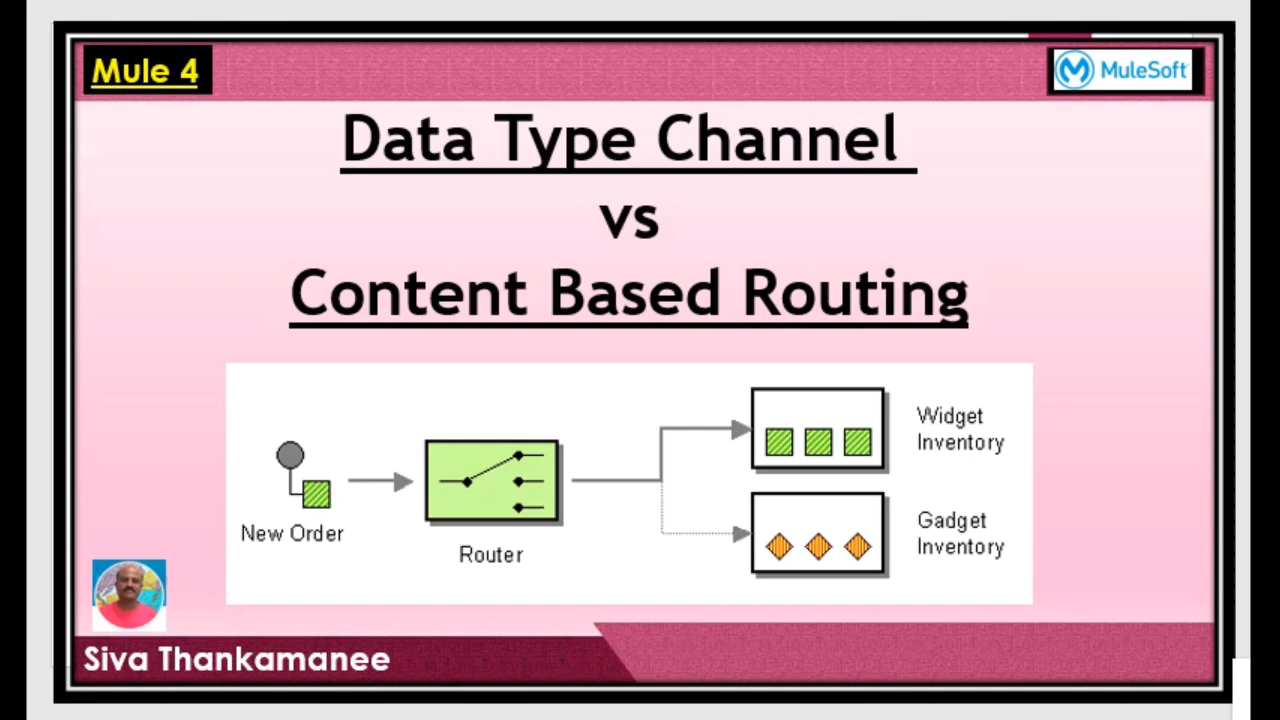 Mule 4
MuleSoft
Data Type Channel
vs
Content Based Routing
New Order
Router
Widget
Inventory
Gadget
Inventory
Siva Thankamanee